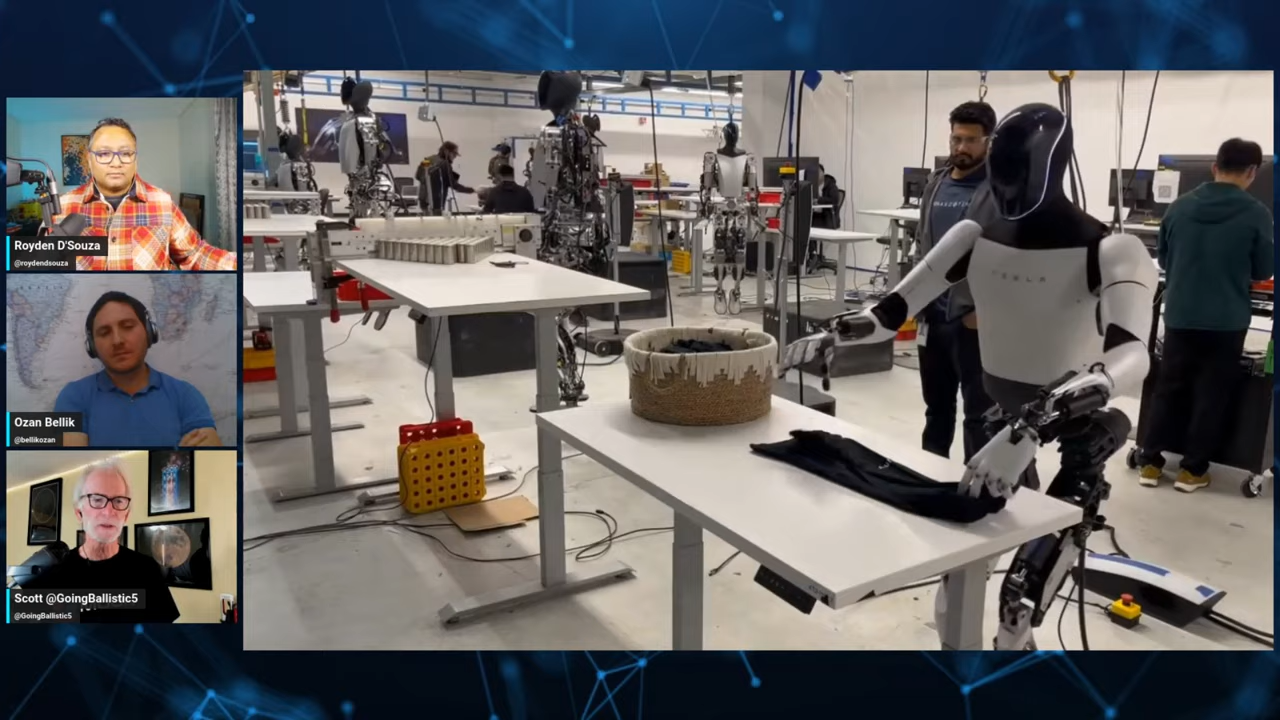 Royden D'Souza
@roydendsouza
Ozan Bellik
@bellikozan
Scott @GoingBallistic5
@GoingBallistic5
TESLA